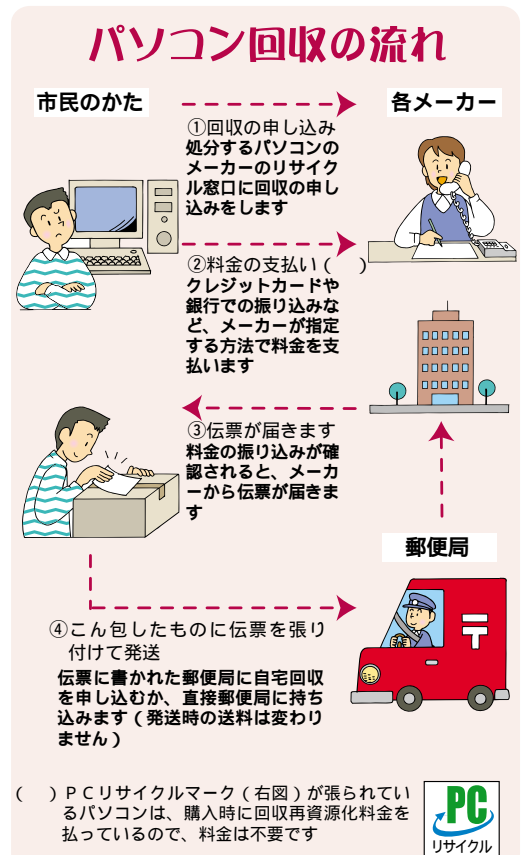 パソコン回収の流れ
市民のかた
各メーカー
①回収の申し込み
処分するパソコンの
メーカーのリサイク
ル窓口に回収の申し
込みをします
②料金の支払い（　）
クレジットカードや
銀行での振り込みな
ど、メーカーが指定
する方法で料金を支
払います
③伝票が届きます
料金の振り込みが確
認されると、メーカ
ーから伝票が届きま
す
郵便局
〒
④こん包したものに伝票を張り
付けて発送
伝票に書かれた郵便局に自宅回収
を申し込むか、直接郵便局に持ち
込みます（発送時の送料は変わり
ません）
（　）ＰＣリサイクルマーク（右図）が張られてい
るパソコンは、購入時に回収再資源化料金を
払っているので、料金は不要です
PC
リサイクル